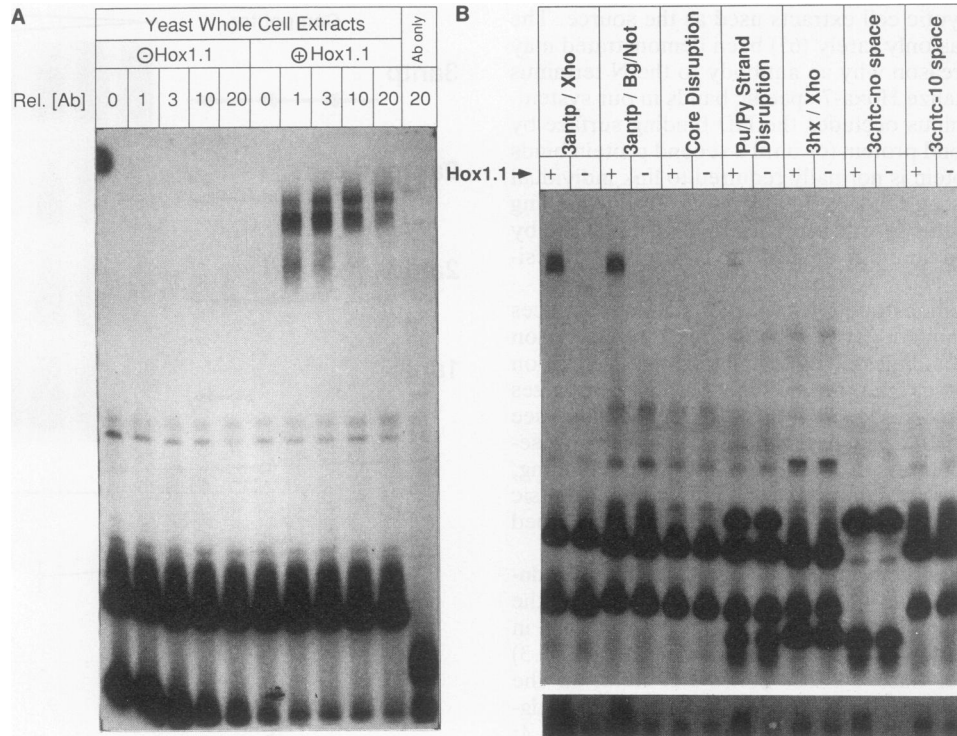 A
Yeast Whole Cell Extracts
⊖Hox1.1
⊕Hox1.1
Ab only
Rel. [Ab]
0 1 3 10 20 0 1 3 10 20 20
B
3antp / Xho
3antp / Bg/Not
Core Disruption
Pu/Py Strand
Disruption
3hx / Xho
3cntc-no space
3cntc-10 space
Hox1.1
+ - + - + - + - + - + - + -